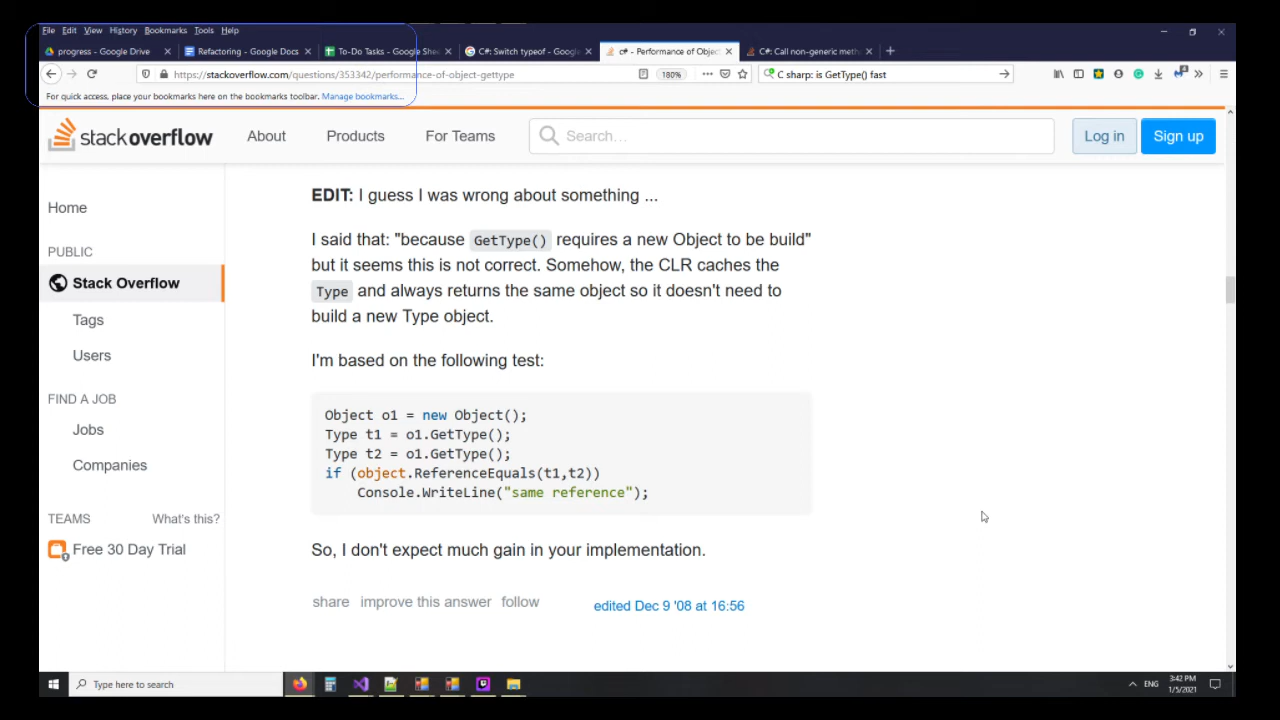 File Edit View History Bookmarks Tools Help
progress - Google Drive
Refactoring - Google Docs
To-Do Tasks - Google Shee
C#: Switch typeof - Google
c# - Performance of Object
C#: Call non-generic meth
https://stackoverflow.com/questions/353342/performance-of-object-gettype
180%
C sharp: is GetType() fast
For quick access, place your bookmarks here on the bookmarks toolbar. Manage bookmarks...
stackoverflow
About
Products
For Teams
Search...
Log in
Sign up
Home
PUBLIC
Stack Overflow
Tags
Users
FIND A JOB
Jobs
Companies
TEAMS
What's this?
Free 30 Day Trial
EDIT: I guess I was wrong about something ...
I said that: "because GetType() requires a new Object to be build"
but it seems this is not correct. Somehow, the CLR caches the
Type and always returns the same object so it doesn't need to
build a new Type object.
I'm based on the following test:
Object o1 = new Object();
Type t1 = o1.GetType();
Type t2 = o1.GetType();
if (object.ReferenceEquals(t1,t2))
Console.WriteLine("same reference");
So, I don't expect much gain in your implementation.
share improve this answer follow
edited Dec 9 '08 at 16:56
Type here to search
ENG
3:42 PM
1/5/2021